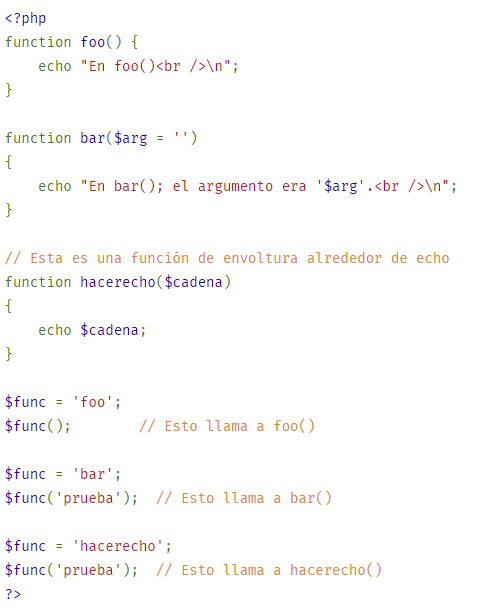 <?php
function foo() {
    echo "En foo()<br />\n";
}

function bar($arg = '')
{
    echo "En bar(); el argumento era '$arg'.<br />\n";
}

// Esta es una función de envoltura alrededor de echo
function hacerecho($cadena)
{
    echo $cadena;
}

$func = 'foo';
$func();        // Esto llama a foo()

$func = 'bar';
$func('prueba');  // Esto llama a bar()

$func = 'hacerecho';
$func('prueba');  // Esto llama a hacerecho()
?>